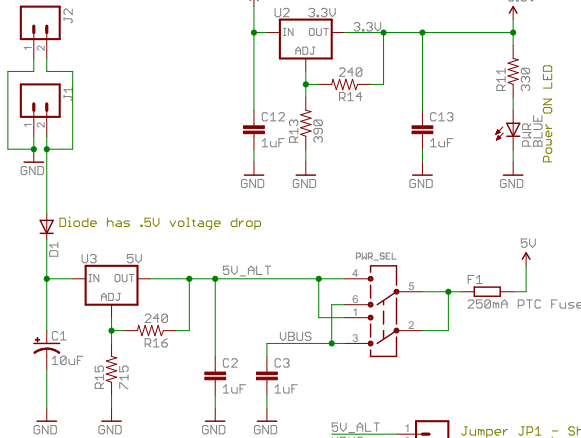 J2
1
2
J1
1
2
GND
U2
3.3V
IN
OUT
ADJ
3.3V
240
R14
C12
1uF
R13
390
C13
1uF
R11
330
PWR
BLUE
Power ON LED
GND
GND
GND
GND
Diode has .5V voltage drop
D1
U3
5V
IN
OUT
ADJ
5V_ALT
240
R16
C1
10uF
R15
715
C2
1uF
C3
1uF
VBUS
PWR_SEL
4
6
1
3
5
2
5V
F1
250mA PTC Fuse
GND
GND
GND
GND
5V_ALT
1
Jumper JP1 - Sh